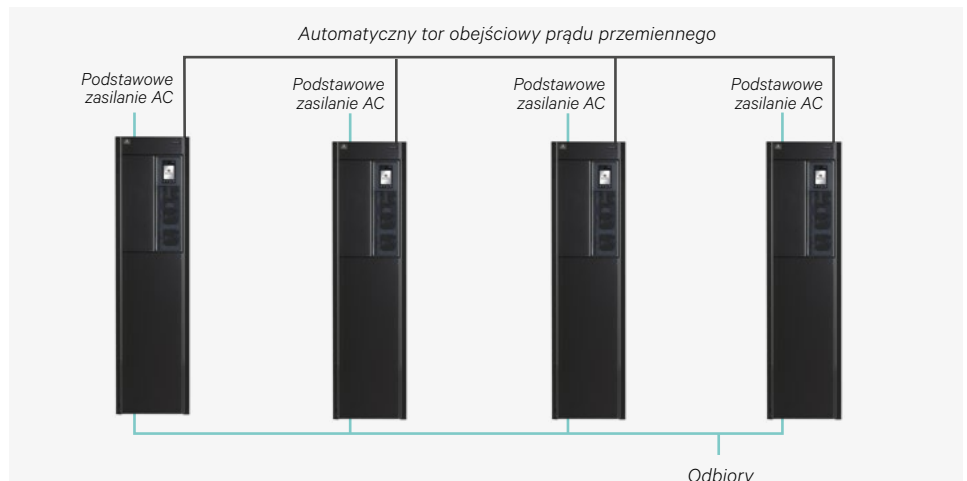 Automatyczny tor obejściowy prądu przemiennego
Podstawowe
zasilanie AC
Podstawowe
zasilanie AC
Podstawowe
zasilanie AC
Podstawowe
zasilanie AC
Odbiory